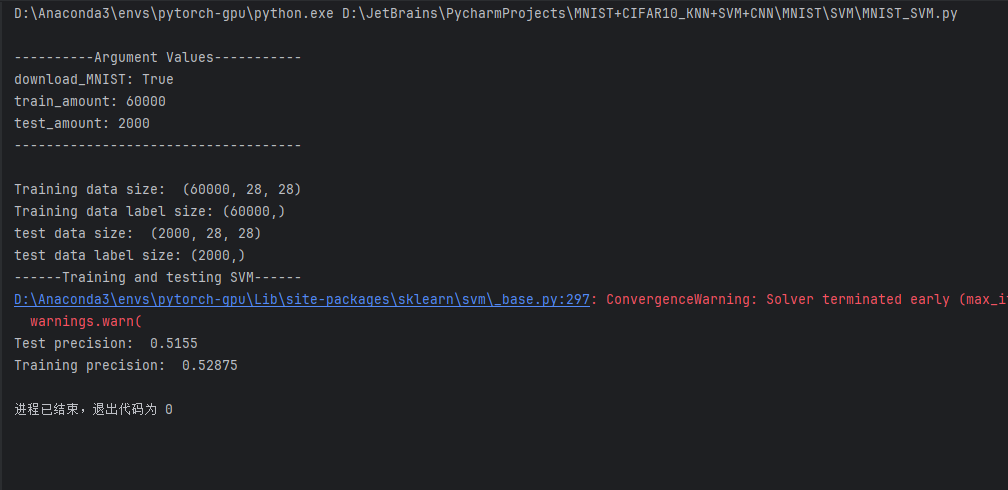 D:\Anaconda3\envs\pytorch-gpu\python.exe D:\JetBrains\PycharmProjects\MNIST+CIFAR10_KNN+SVM+CNN\MNIST\SVM\MNIST_SVM.py
----------Argument Values-----------
download_MNIST: True
train_amount: 60000
test_amount: 2000
------------------------------------
Training data size:  (60000, 28, 28)
Training data label size: (60000,)
test data size:  (2000, 28, 28)
test data label size: (2000,)
------Training and testing SVM------
D:\Anaconda3\envs\pytorch-gpu\Lib\site-packages\sklearn\svm\_base.py:297: ConvergenceWarning: Solver terminated early (max_i
  warnings.warn(
Test precision:  0.5155
Training precision:  0.52875
进程已结束，退出代码为 0